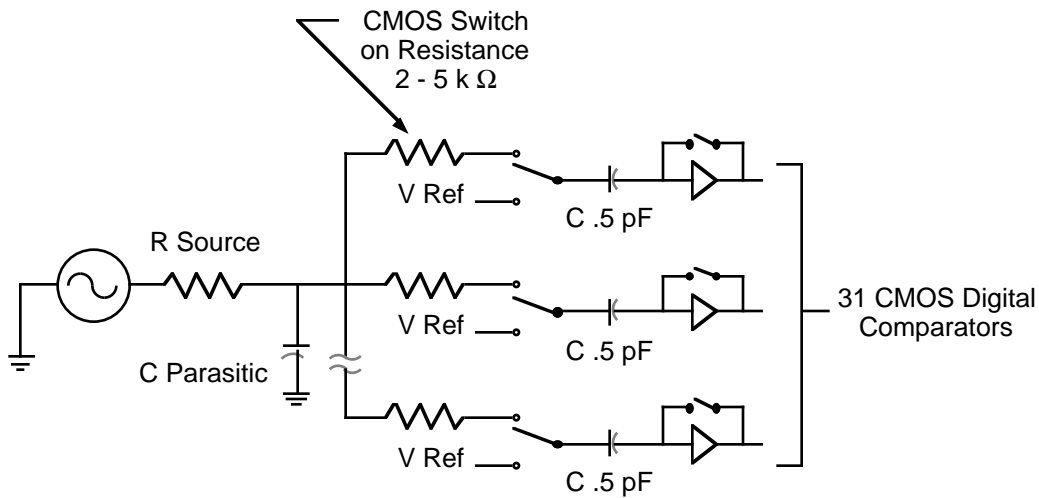 CMOS Switch
on Resistance
2 - 5 k Ω
V Ref
C .5 pF
R Source
V Ref
C .5 pF
31 CMOS Digital
Comparators
C Parasitic
V Ref
C .5 pF